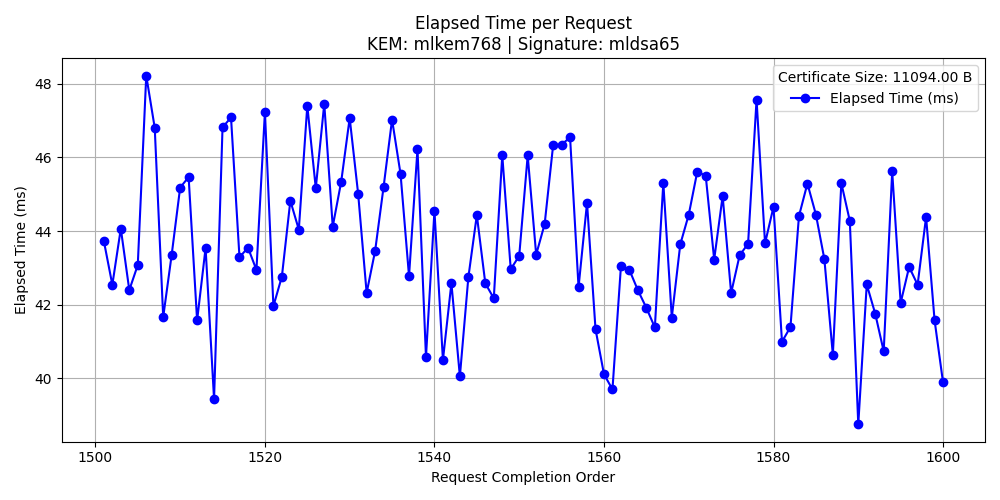 Elapsed Time per Request
KEM: mlkem768 | Signature: mldsa65
Certificate Size: 11094.00 B
Elapsed Time (ms)
Elapsed Time (ms)
48
46
44
42
40
1500
1520
1540
1560
1580
1600
Request Completion Order